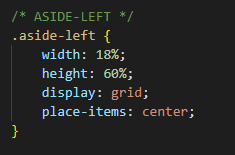 /* ASIDE-LEFT */
.aside-left {
    width: 18%;
    height: 60%;
    display: grid;
    place-items: center;
}